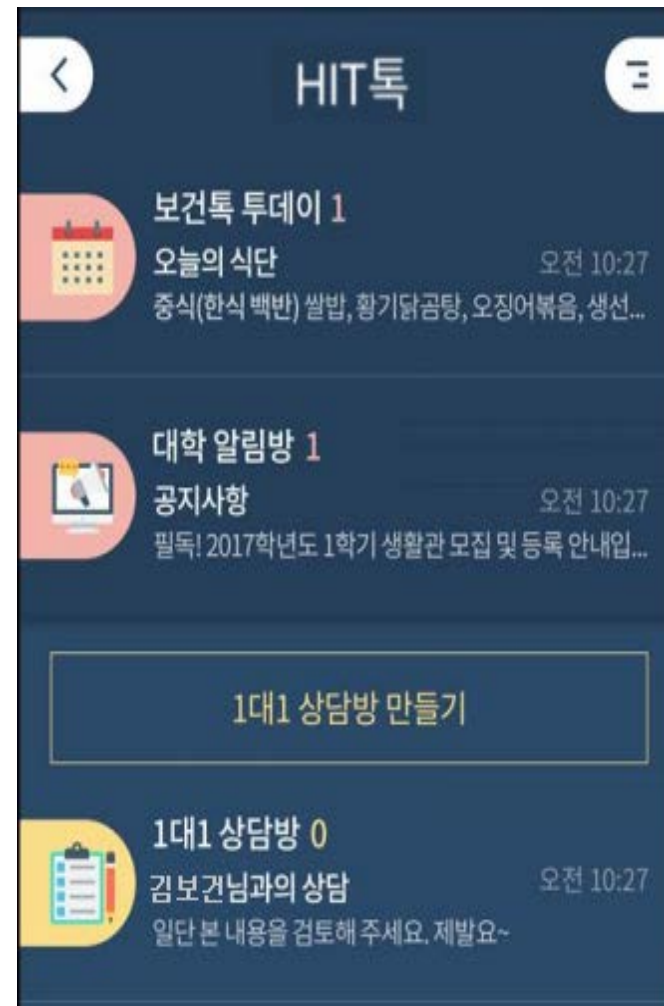 HIT톡
보건톡 투데이 1
오늘의 식단 오전 10:27
중식(한식 백반) 쌀밥, 황기닭곰탕, 오징어볶음, 생선...
대학 알림방 1
공지사항 오전 10:27
필독! 2017학년도 1학기 생활관 모집 및 등록 안내입...
1대1 상담방 만들기
1대1 상담방 0
김보건님과의 상담 오전 10:27
일단 본 내용을 검토해 주세요. 제발요~